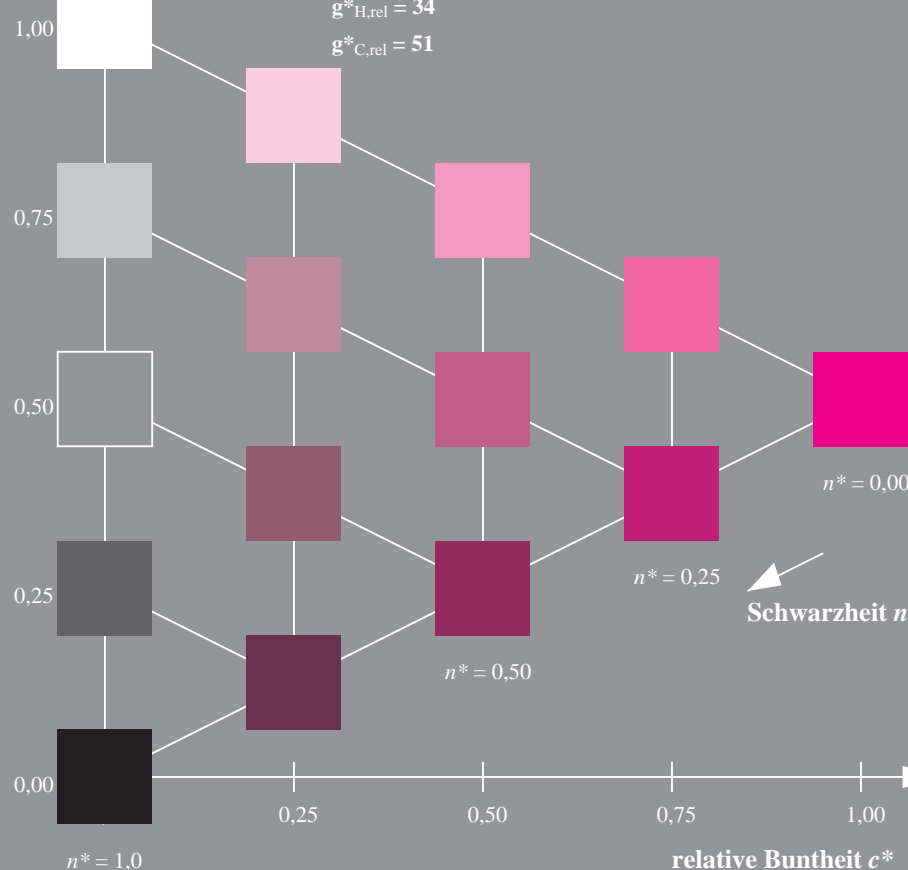 g*H,rel = 34
1,00
g*C,rel = 51
0,75
0,50
n* = 0,00
n* = 0,25
0,25
Schwarzheit n
n* = 0,50
0,00
0,25 0,50 0,75 1,00
n* = 1,0
relative Buntheit c*